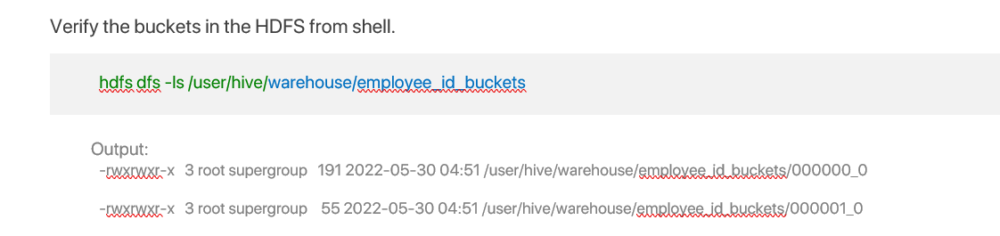 Verify the buckets in the HDFS from shell.
hdfs dfs -ls /user/hive/warehouse/employee_id_buckets
Output:
-rwxrwxr-x 3 root supergroup 191 2022-05-30 04:51 /user/hive/warehouse/employee_id_buckets/000000_0
-rwxrwxr-x 3 root supergroup 55 2022-05-30 04:51 /user/hive/warehouse/employee_id_buckets/000001_0